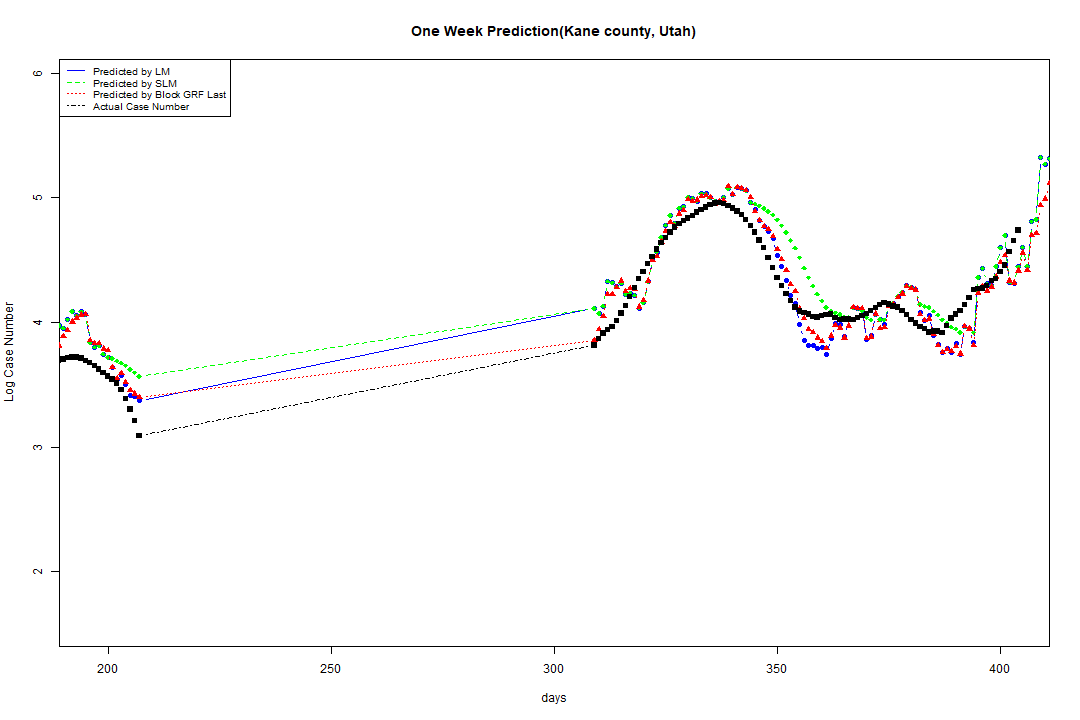 One Week Prediction(Kane county, Utah)
Predicted by LM
Predicted by SLM
Predicted by Block GRF Last
Actual Case Number
6
5
4
3
2
Log Case Number
200 250 300 350 400
days